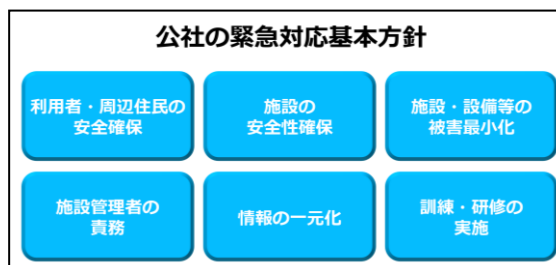 公社の緊急対応基本方針
利用者・周辺住民の
安全確保
施設の
安全性確保
施設・設備等の
被害最小化
施設管理者の
責務
情報の一元化
訓練・研修の
実施